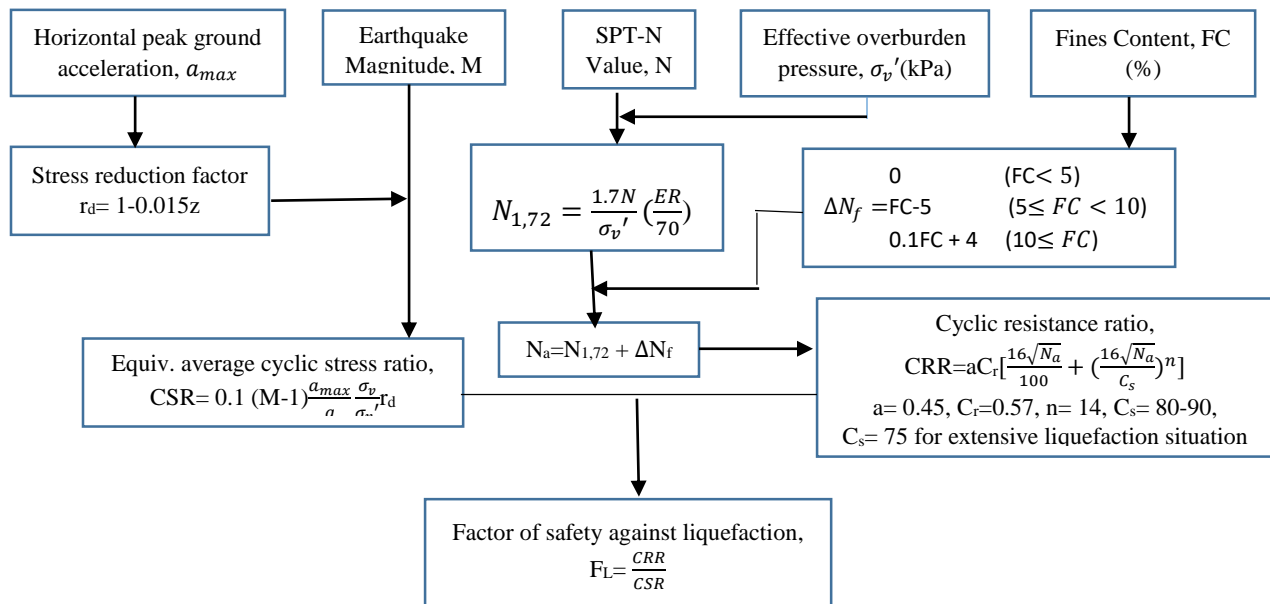 Horizontal peak ground
acceleration, 𝑎𝑚𝑎𝑥
Earthquake
Magnitude, M
SPT-N
Value, N
Effective overburden
pressure, 𝜎𝑣′(kPa)
Fines Content, FC
(%)
Stress reduction factor
rd= 1-0.015z
𝑁1,72 = 1.7𝑁/𝜎𝑣′ (𝐸𝑅/70)
0 (FC< 5)
Δ𝑁𝑓 =FC-5 (5≤ 𝐹𝐶 < 10)
0.1FC + 4 (10≤ 𝐹𝐶)
Equiv. average cyclic stress ratio,
CSR= 0.1 (M-1) 𝑎𝑚𝑎𝑥/g 𝜎𝑣/𝜎𝑣′ rd
Na=N1,72 + ΔNf
Cyclic resistance ratio,
CRR=aCr[16√𝑁𝑎/100 + (16√𝑁𝑎/𝐶𝑠)^𝑛]
a= 0.45, Cr=0.57, n= 14, Cs= 80-90,
Cs= 75 for extensive liquefaction situation
Factor of safety against liquefaction,
FL= 𝐶𝑅𝑅/𝐶𝑆𝑅